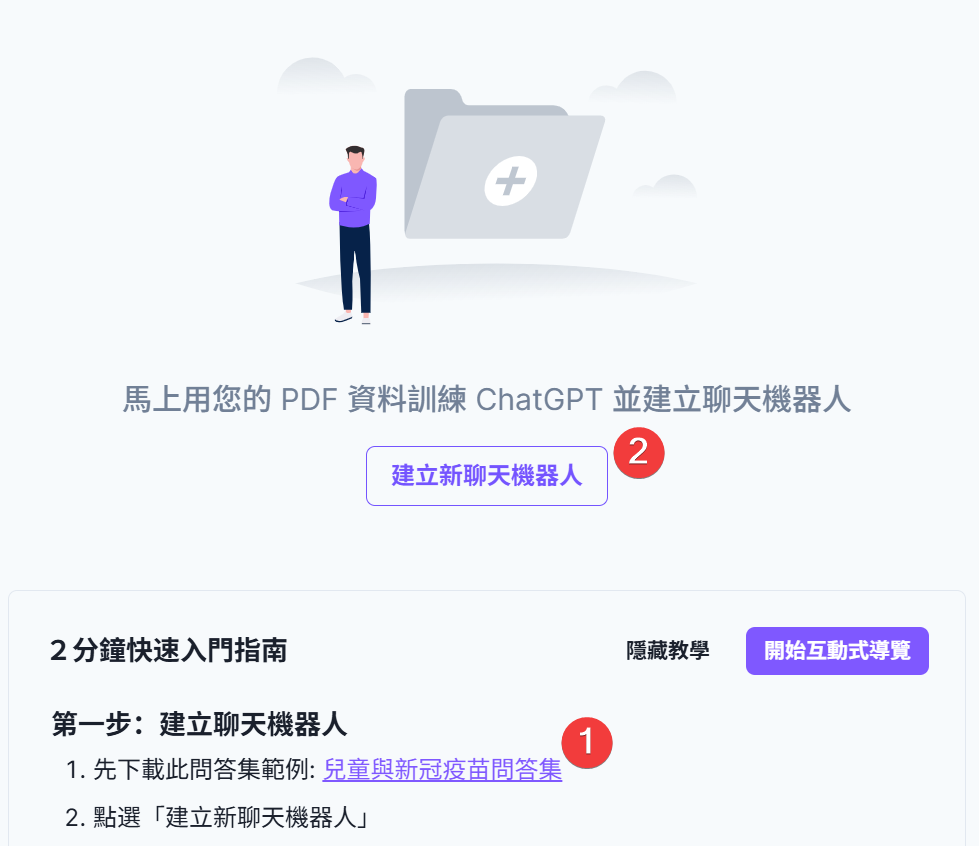 馬上用您的 PDF 資料訓練 ChatGPT 並建立聊天機器人
2
建立新聊天機器人
２分鐘快速入門指南
隱藏教學
開始互動式導覽
第一步：建立聊天機器人
1
1. 先下載此問答集範例: 兒童與新冠疫苗問答集
2. 點選「建立新聊天機器人」